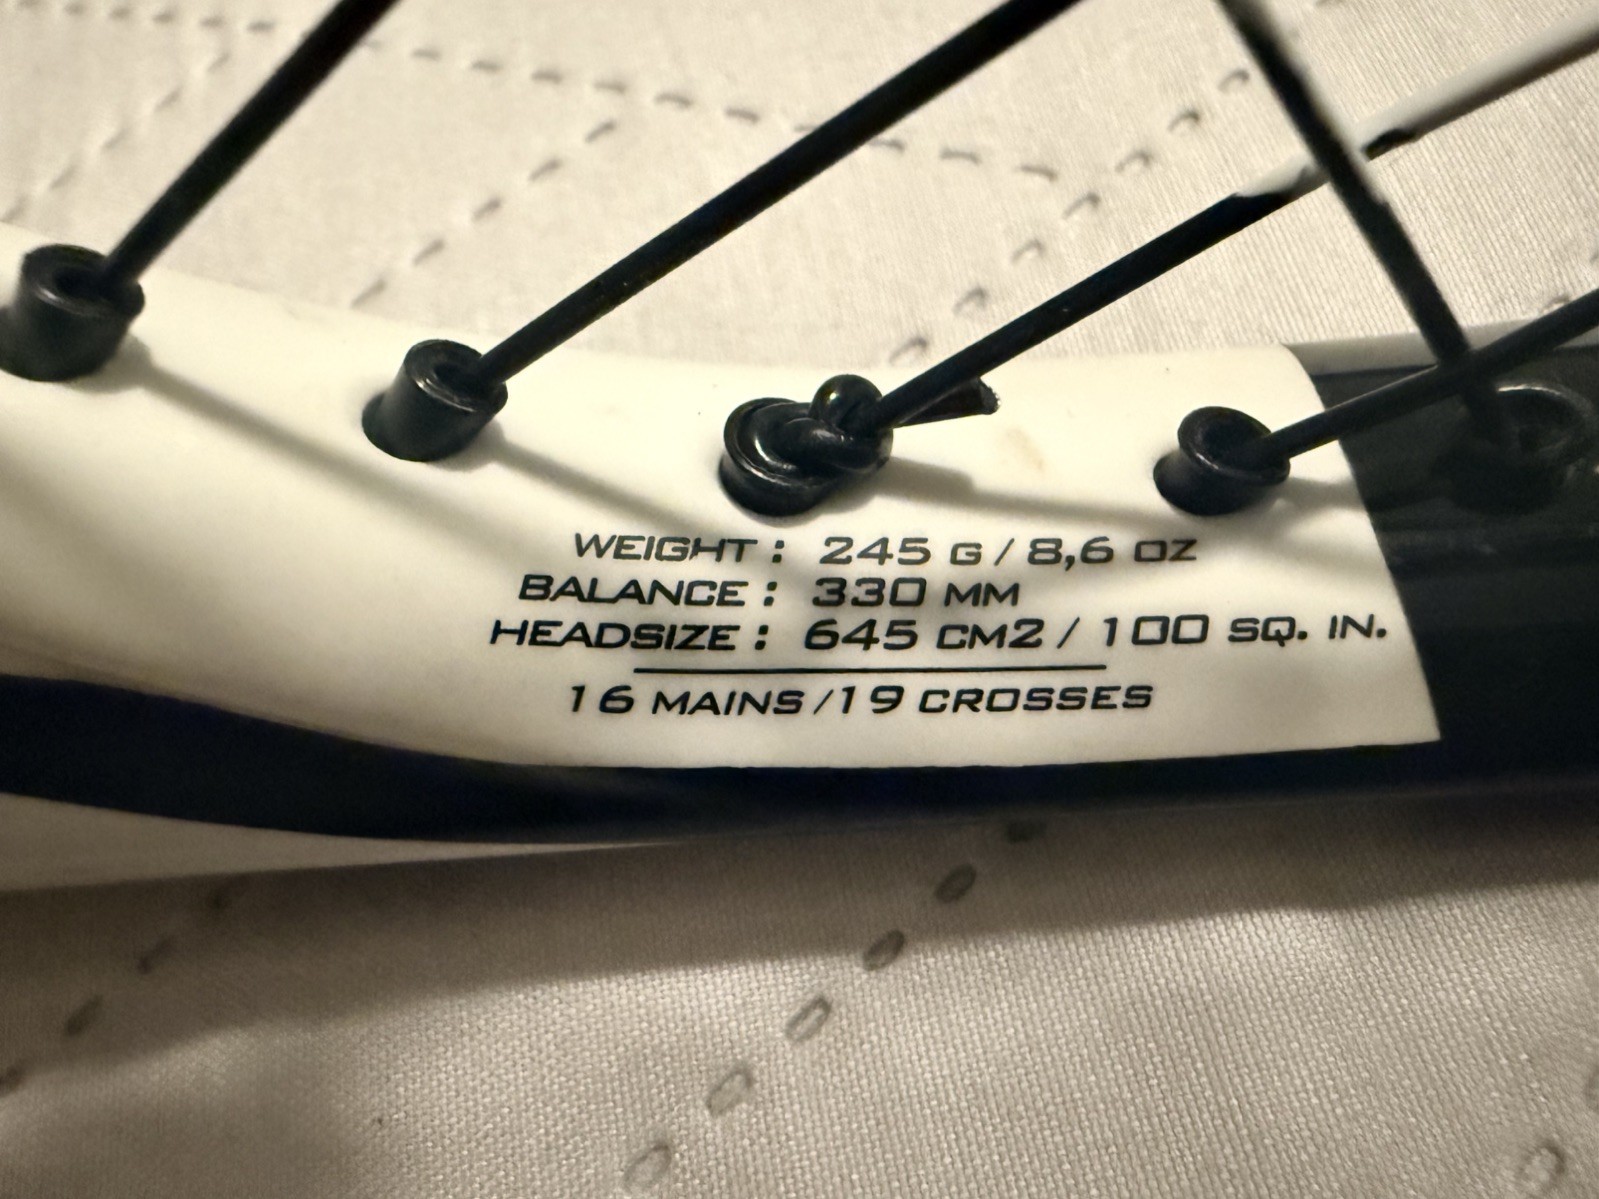 WEIGHT : 245 G / 8,6 OZ
BALANCE : 330 MM
HEADSIZE : 645 CM2 / 100 SQ. IN.
16 MAINS /19 CROSSES